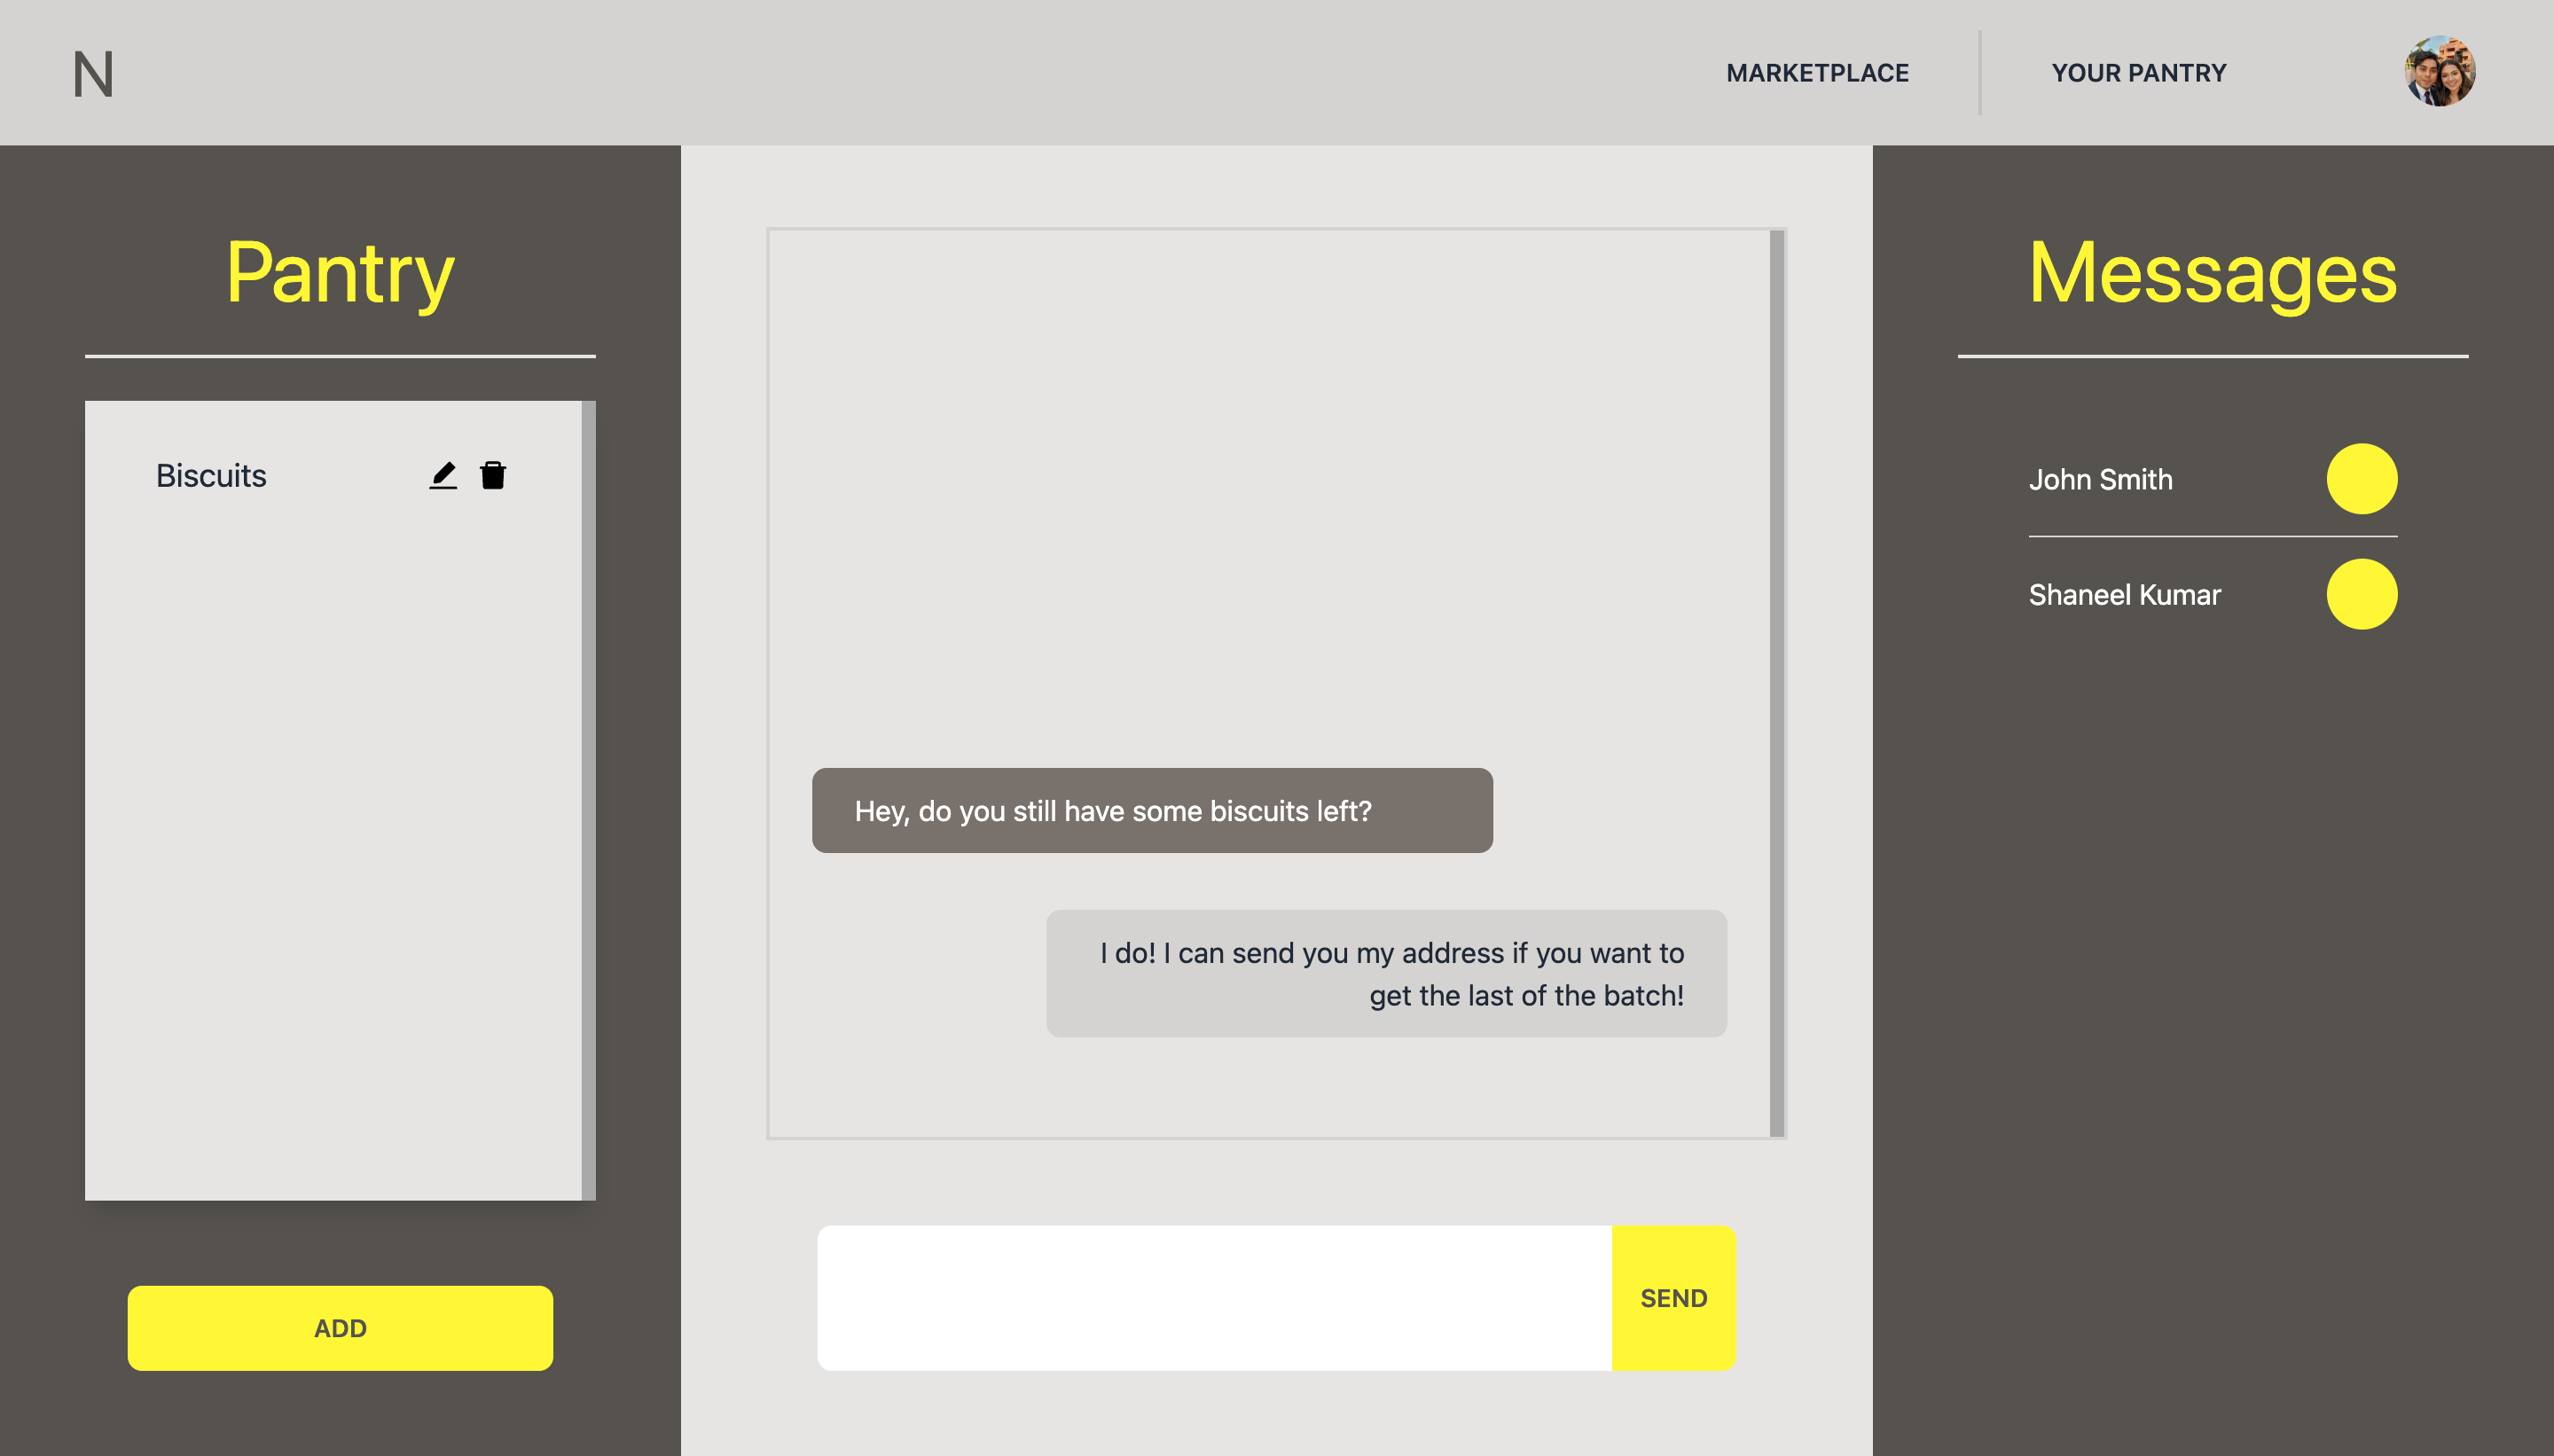 N
MARKETPLACE
YOUR PANTRY
Pantry
Biscuits
ADD
Hey, do you still have some biscuits left?
I do! I can send you my address if you want to
get the last of the batch!
SEND
Messages
John Smith
Shaneel Kumar